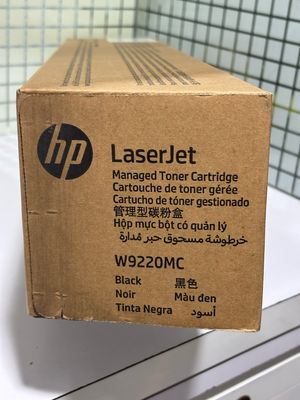 hp
LaserJet
Managed Toner Cartridge
Cartouche de toner gérée
Cartucho de tóner gestionado
管理型碳粉盒
Hộp mực bột có quản lý
خرطوشة مسحوق حبر مُدارة
W9220MC
Black 黑色
Noir Màu đen
Tinta Negra أسود